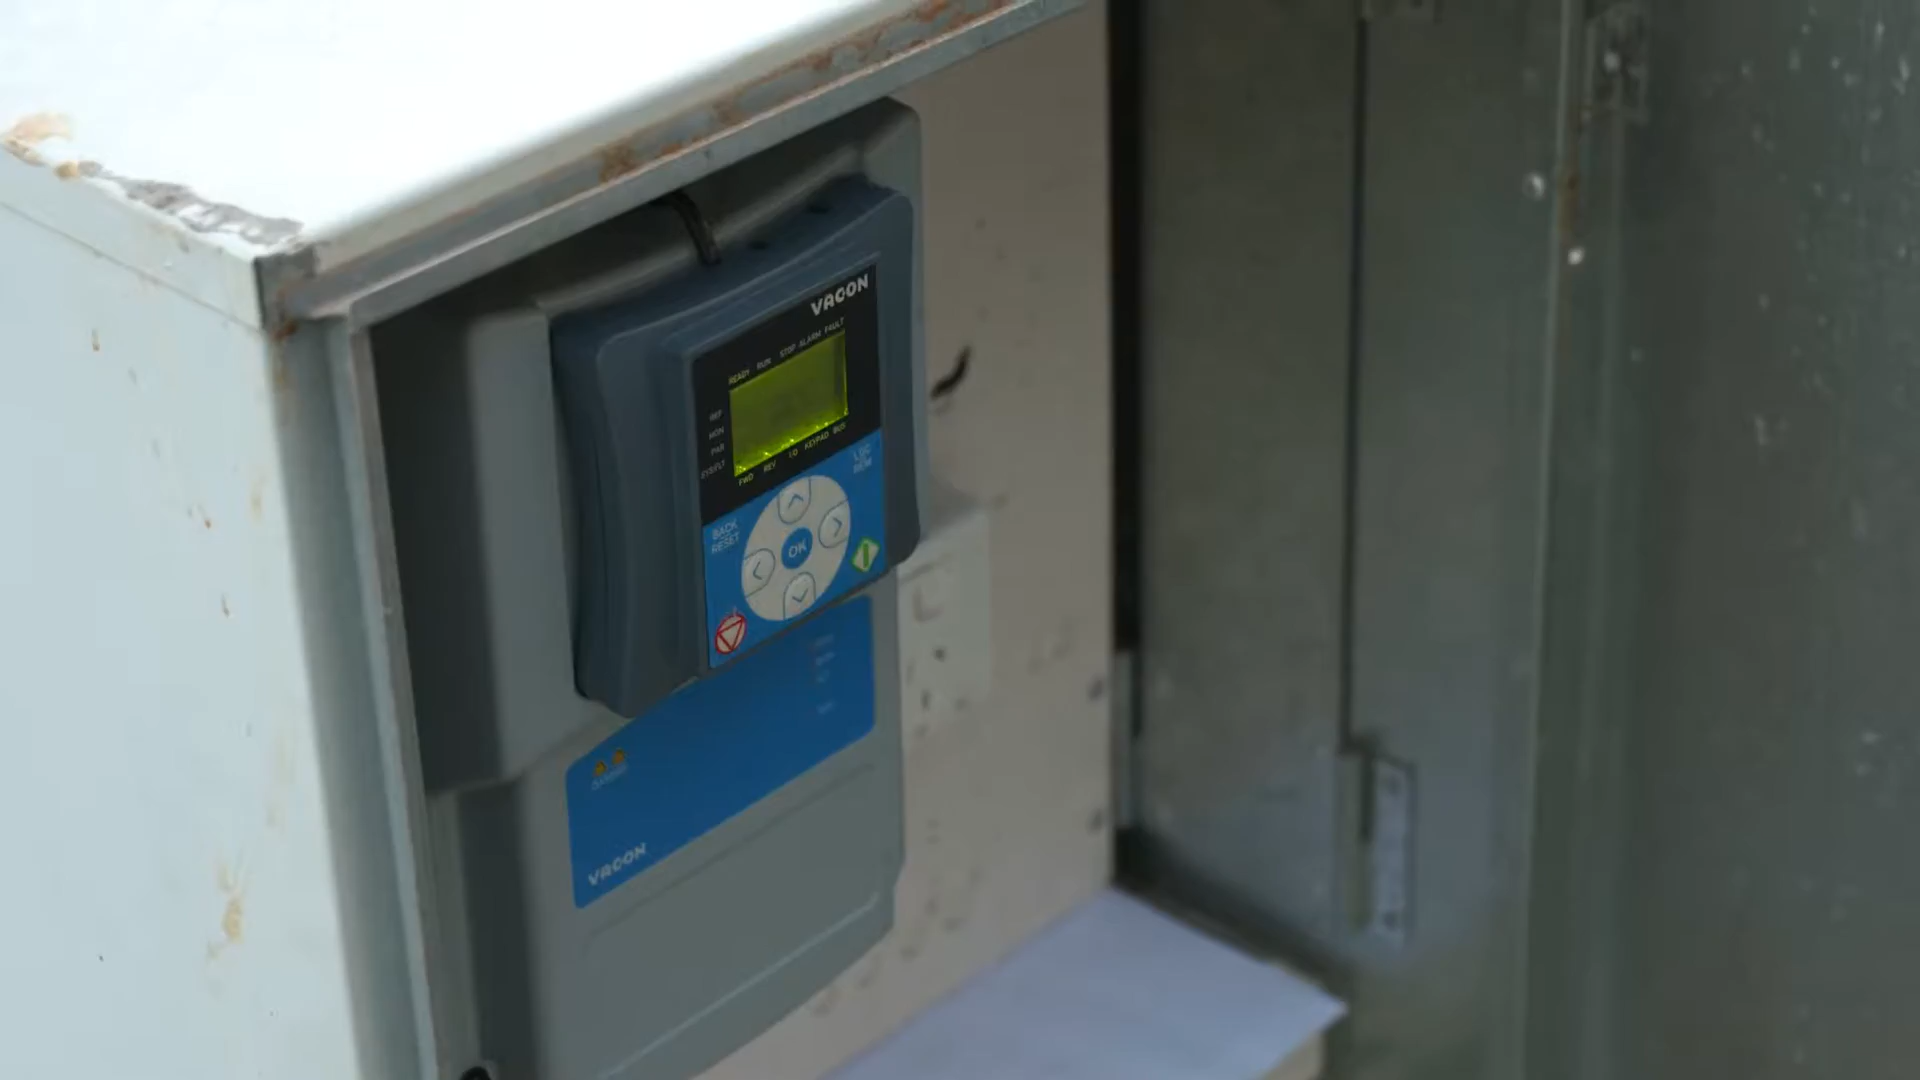 VACON
READY RUN STOP ALARM FAULT
REF
MON
PAR
SYS/FLT
FWD REV I/O KEYPAD BUS
LOC
REM
BACK
RESET
OK
DANGER
VACON